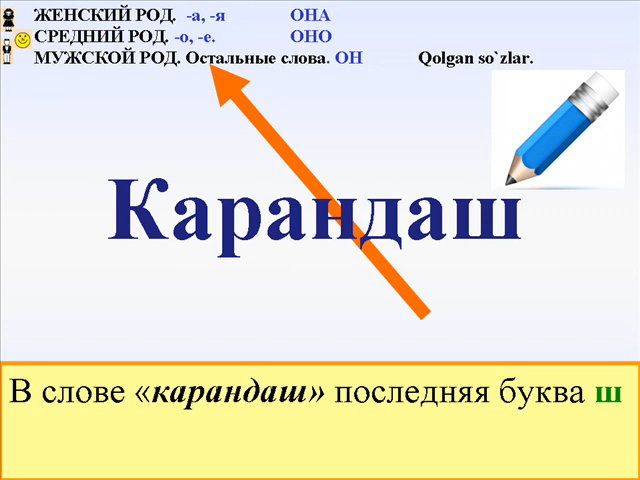 ЖЕНСКИЙ РОД. -а, -я ОНА
СРЕДНИЙ РОД. -о, -е. ОНО
МУЖСКОЙ РОД. Остальные слова. ОН Qolgan so`zlar.
Карандаш
В слове «карандаш» последняя буква ш